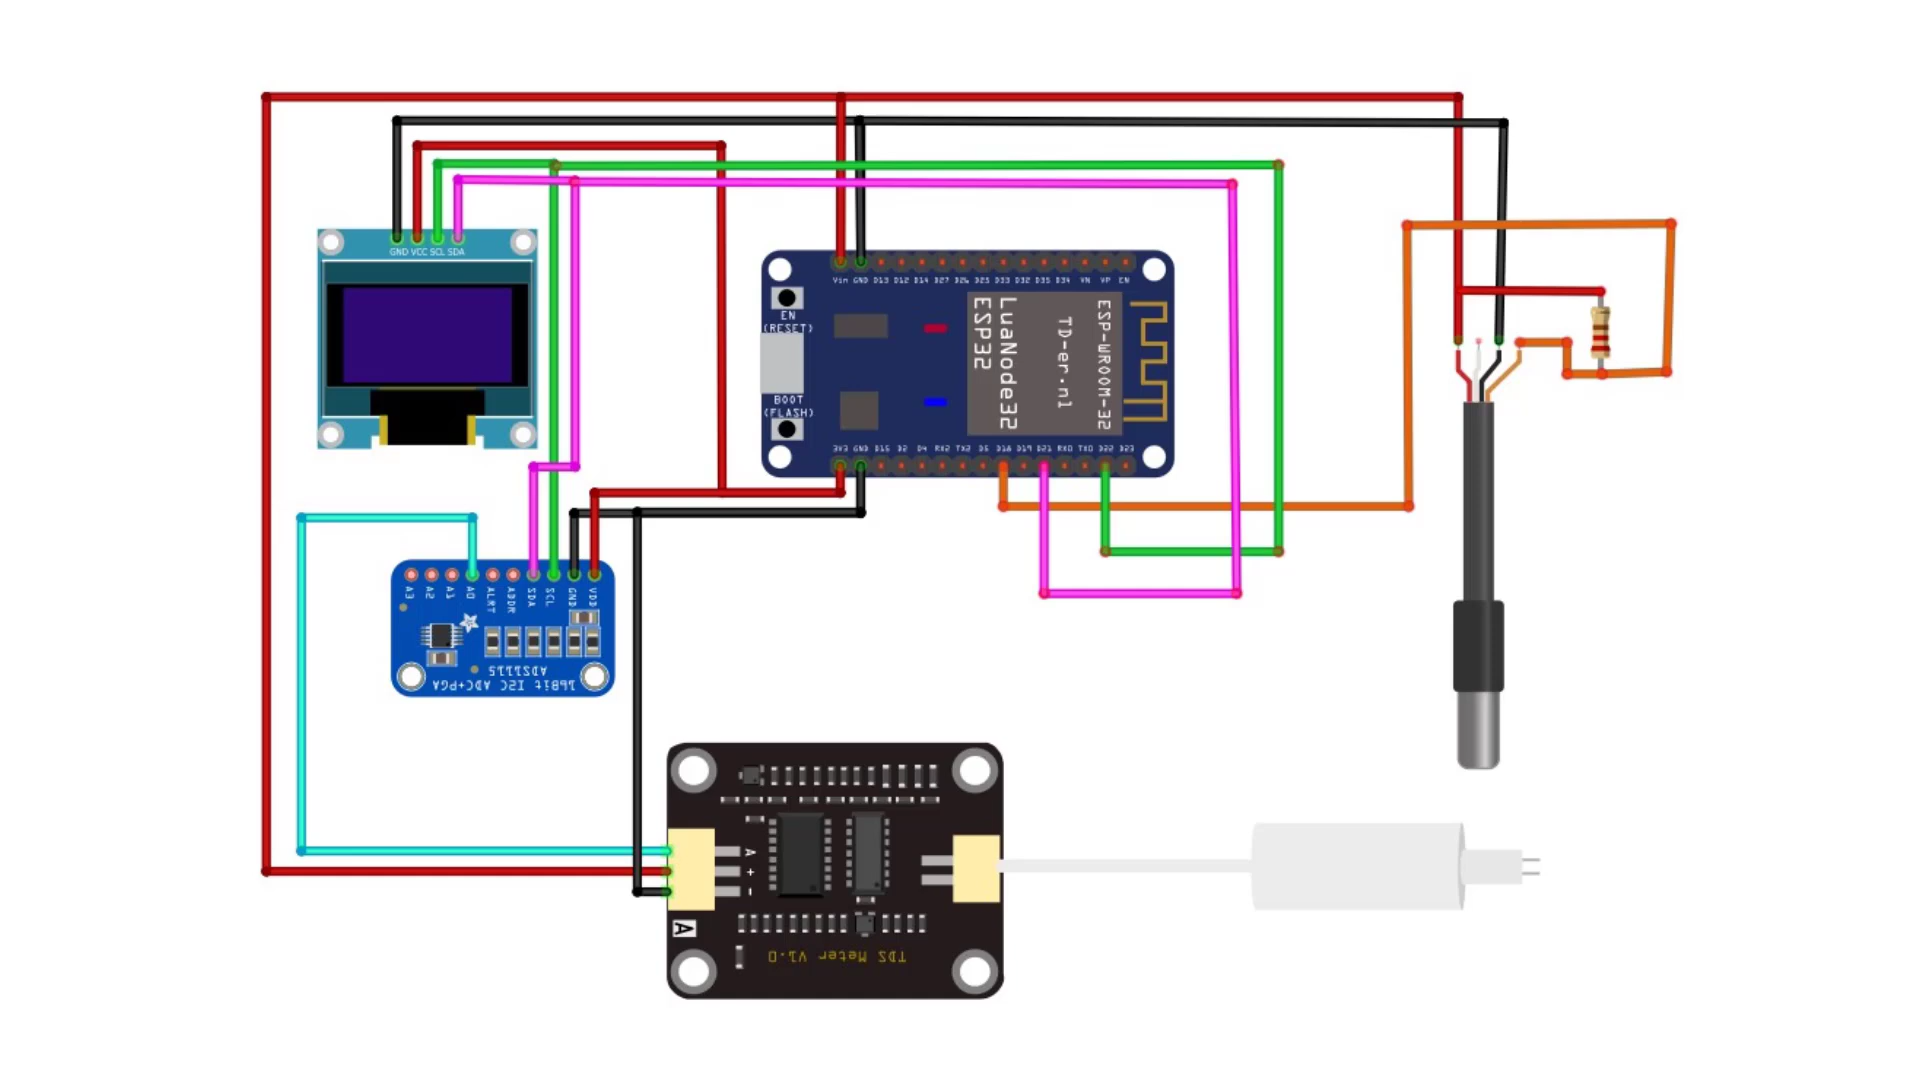 GND VCC SCL SDA
Vin GND D13 D12 D14 D27 D26 D25 D33 D32 D35 D34 VN VP EN
EN
(RESET)
BOOT
(FLASH)
ESP32
LuaNode32
TD-er.nl
ESP-WROOM-32
3V3 GND D15 D2 D4 RX2 TX2 D5 D18 D19 D21 RX0 TX0 D22 D23
A3 A2 A1 A0 ALRT ADDR SDA SCL GND VDD
ADS1115
16Bit I2C ADC+PGA
A
+
-
A
TDS Meter V1.0